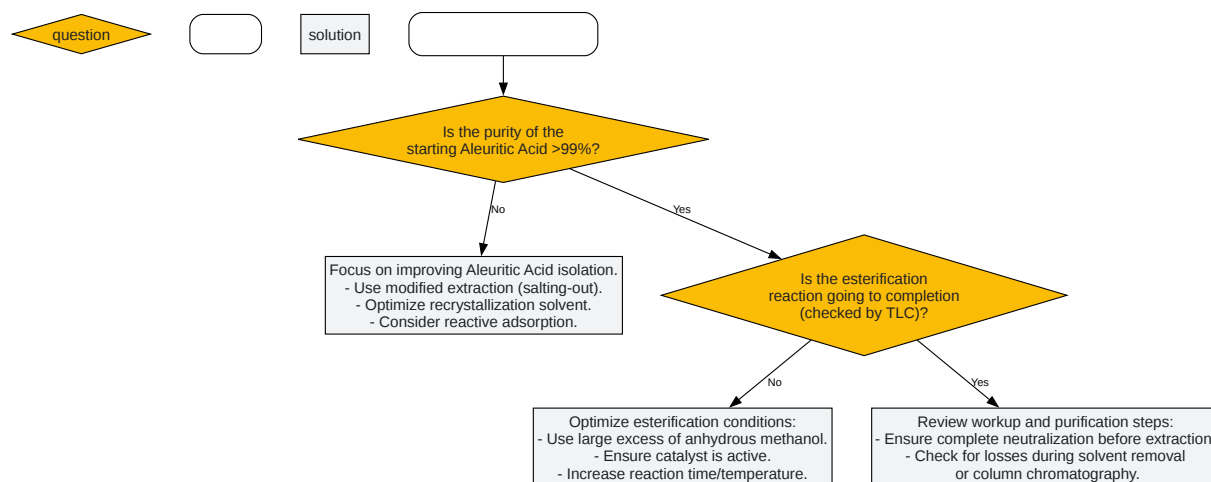 question
solution
Is the purity of the
starting Aleuritic Acid >99%?
No
Yes
Focus on improving Aleuritic Acid isolation.
- Use modified extraction (salting-out).
- Optimize recrystallization solvent.
- Consider reactive adsorption.
Is the esterification
reaction going to completion
(checked by TLC)?
No
Yes
Optimize esterification conditions:
- Use large excess of anhydrous methanol.
- Ensure catalyst is active.
- Increase reaction time/temperature.
Review workup and purification steps:
- Ensure complete neutralization before extraction
- Check for losses during solvent removal
or column chromatography.